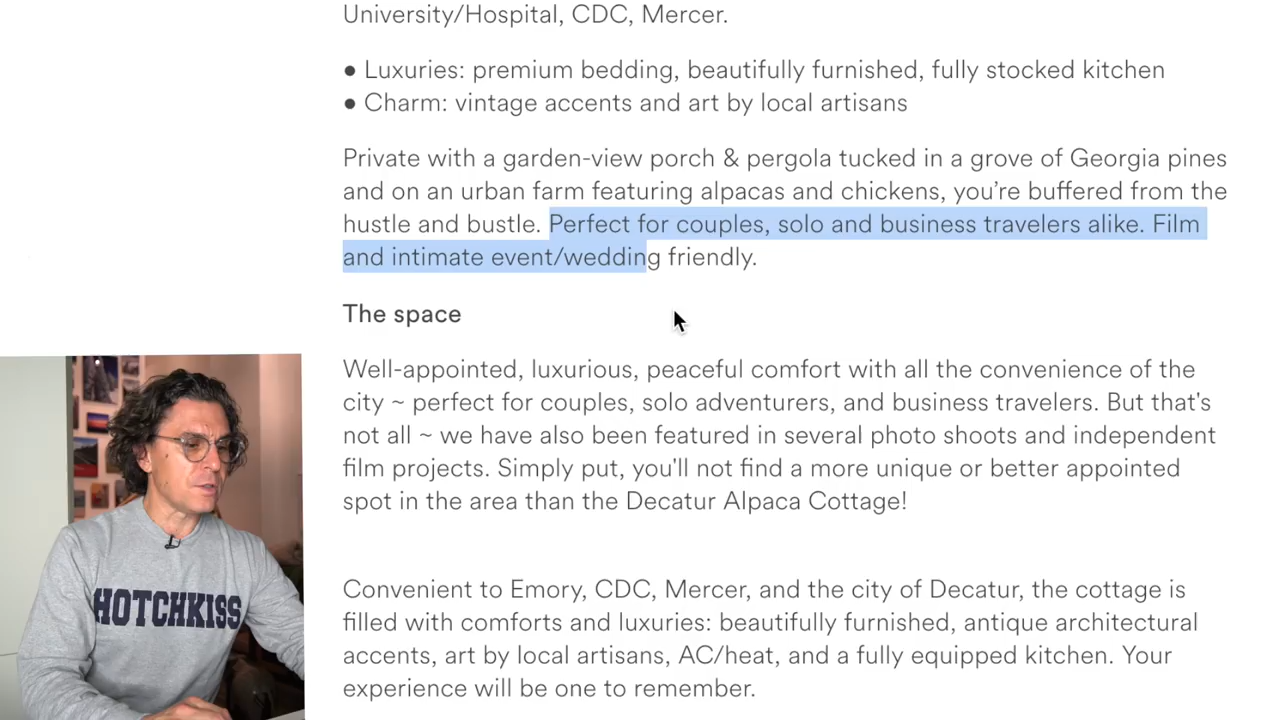 University/Hospital, CDC, Mercer.
● Luxuries: premium bedding, beautifully furnished, fully stocked kitchen
● Charm: vintage accents and art by local artisans
Private with a garden-view porch & pergola tucked in a grove of Georgia pines
and on an urban farm featuring alpacas and chickens, you’re buffered from the
hustle and bustle. Perfect for couples, solo and business travelers alike. Film
and intimate event/wedding friendly.
The space
Well-appointed, luxurious, peaceful comfort with all the convenience of the
city ~ perfect for couples, solo adventurers, and business travelers. But that's
not all ~ we have also been featured in several photo shoots and independent
film projects. Simply put, you'll not find a more unique or better appointed
spot in the area than the Decatur Alpaca Cottage!
Convenient to Emory, CDC, Mercer, and the city of Decatur, the cottage is
filled with comforts and luxuries: beautifully furnished, antique architectural
accents, art by local artisans, AC/heat, and a fully equipped kitchen. Your
experience will be one to remember.
HOTCHKISS